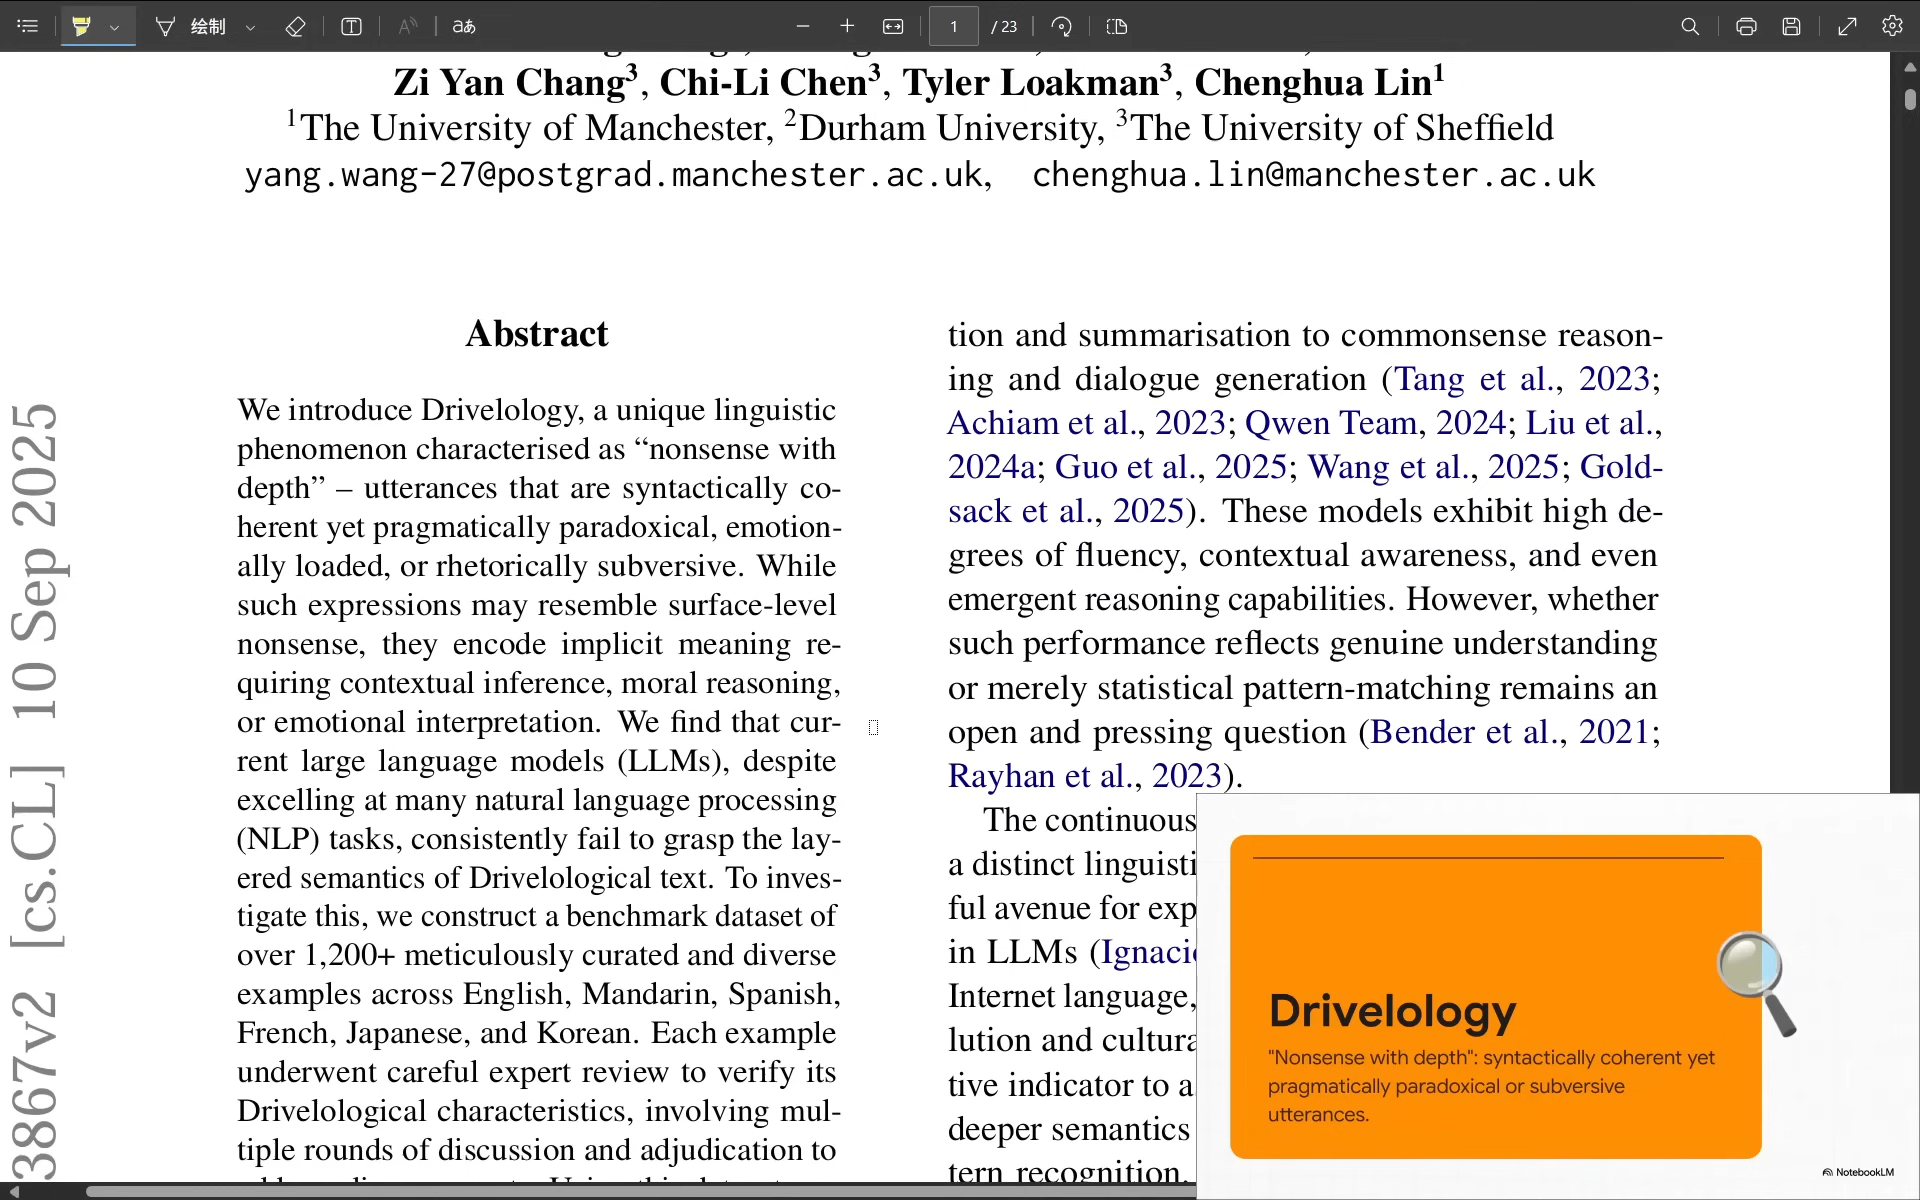 绘制
aあ
1
/ 23
Zi Yan Chang3, Chi-Li Chen3, Tyler Loakman3, Chenghua Lin1
1The University of Manchester, 2Durham University, 3The University of Sheffield
yang.wang-27@postgrad.manchester.ac.uk, chenghua.lin@manchester.ac.uk
3867v2 [cs.CL] 10 Sep 2025
Abstract
We introduce Drivelology, a unique linguistic
phenomenon characterised as “nonsense with
depth” – utterances that are syntactically co-
herent yet pragmatically paradoxical, emotion-
ally loaded, or rhetorically subversive. While
such expressions may resemble surface-level
nonsense, they encode implicit meaning re-
quiring contextual inference, moral reasoning,
or emotional interpretation. We find that cur-
rent large language models (LLMs), despite
excelling at many natural language processing
(NLP) tasks, consistently fail to grasp the lay-
ered semantics of Drivelological text. To inves-
tigate this, we construct a benchmark dataset of
over 1,200+ meticulously curated and diverse
examples across English, Mandarin, Spanish,
French, Japanese, and Korean. Each example
underwent careful expert review to verify its
Drivelological characteristics, involving mul-
tiple rounds of discussion and adjudication to
tion and summarisation to commonsense reason-
ing and dialogue generation (Tang et al., 2023;
Achiam et al., 2023; Qwen Team, 2024; Liu et al.,
2024a; Guo et al., 2025; Wang et al., 2025; Gold-
sack et al., 2025). These models exhibit high de-
grees of fluency, contextual awareness, and even
emergent reasoning capabilities. However, whether
such performance reflects genuine understanding
or merely statistical pattern-matching remains an
open and pressing question (Bender et al., 2021;
Rayhan et al., 2023).
The continuous
a distinct linguisti
ful avenue for exp
in LLMs (Ignaci
Internet language,
lution and cultura
tive indicator to a
deeper semantics
tern recognition.
Drivelology
"Nonsense with depth": syntactically coherent yet
pragmatically paradoxical or subversive
utterances.
NotebookLM